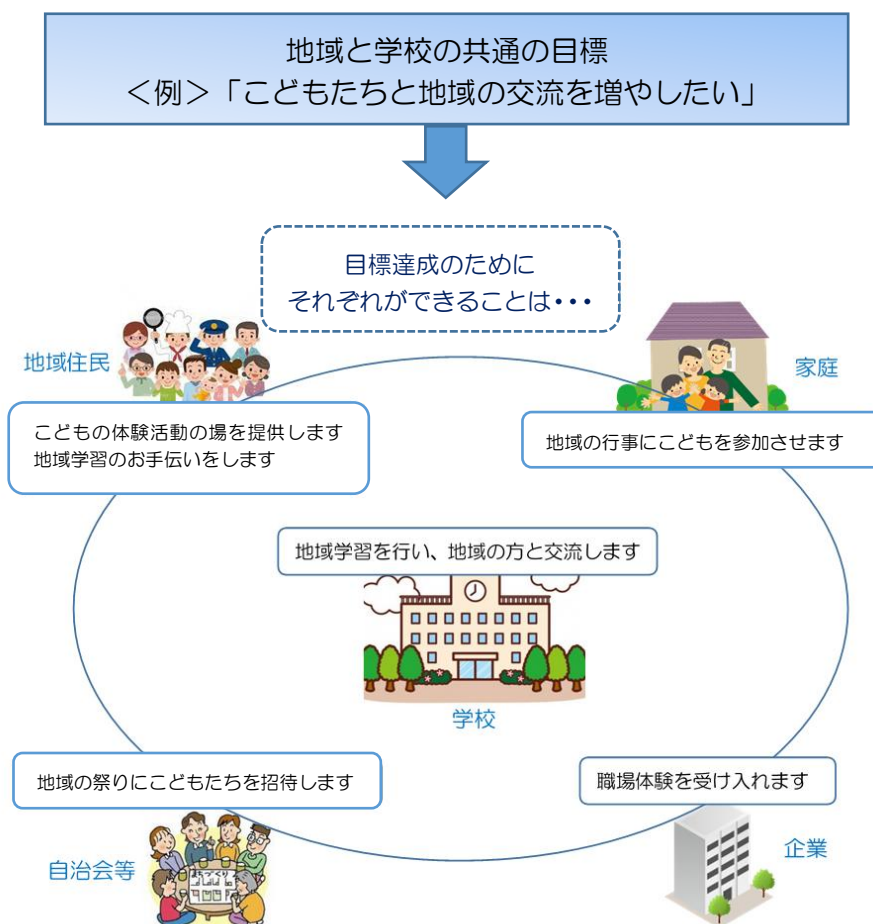 地域と学校の共通の目標
＜例＞「こどもたちと地域の交流を増やしたい」
目標達成のために
それぞれができることは・・・
地域住民
家庭
こどもの体験活動の場を提供します
地域学習のお手伝いをします
地域の行事にこどもを参加させます
地域学習を行い、地域の方と交流します
学校
地域の祭りにこどもたちを招待します
職場体験を受け入れます
自治会等
まちづくり
企業